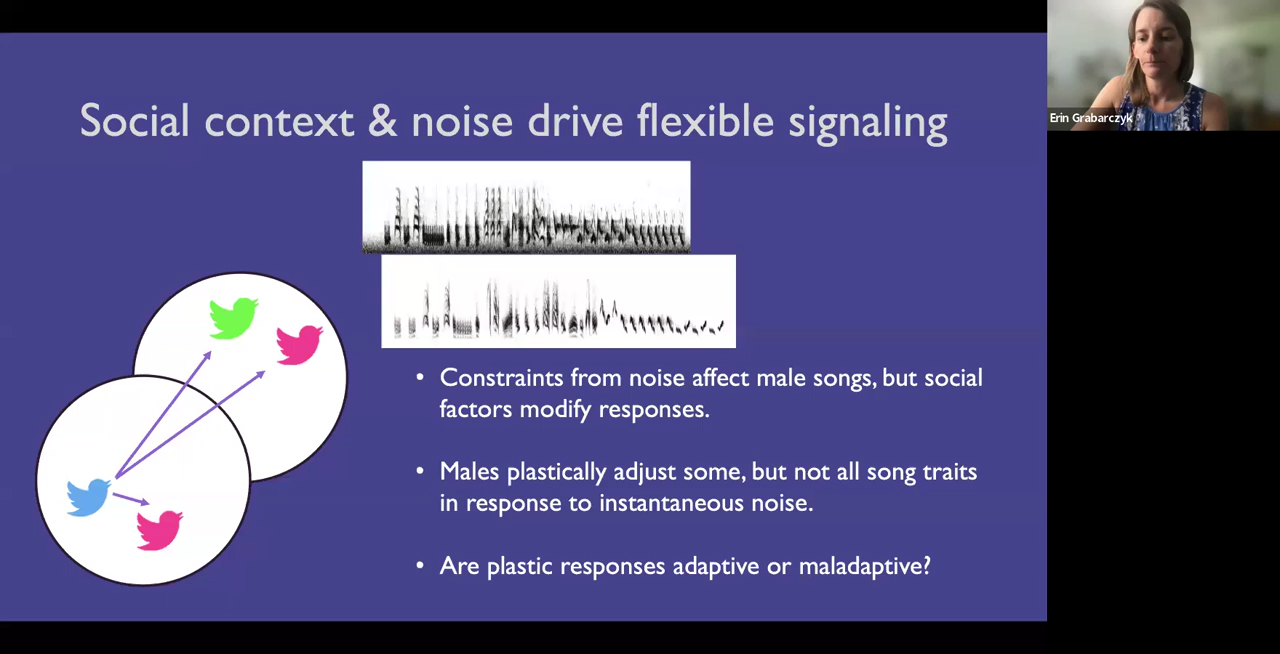 Social context & noise drive flexible signaling
Erin Grabarczyk
• Constraints from noise affect male songs, but social
factors modify responses.
• Males plastically adjust some, but not all song traits
in response to instantaneous noise.
• Are plastic responses adaptive or maladaptive?